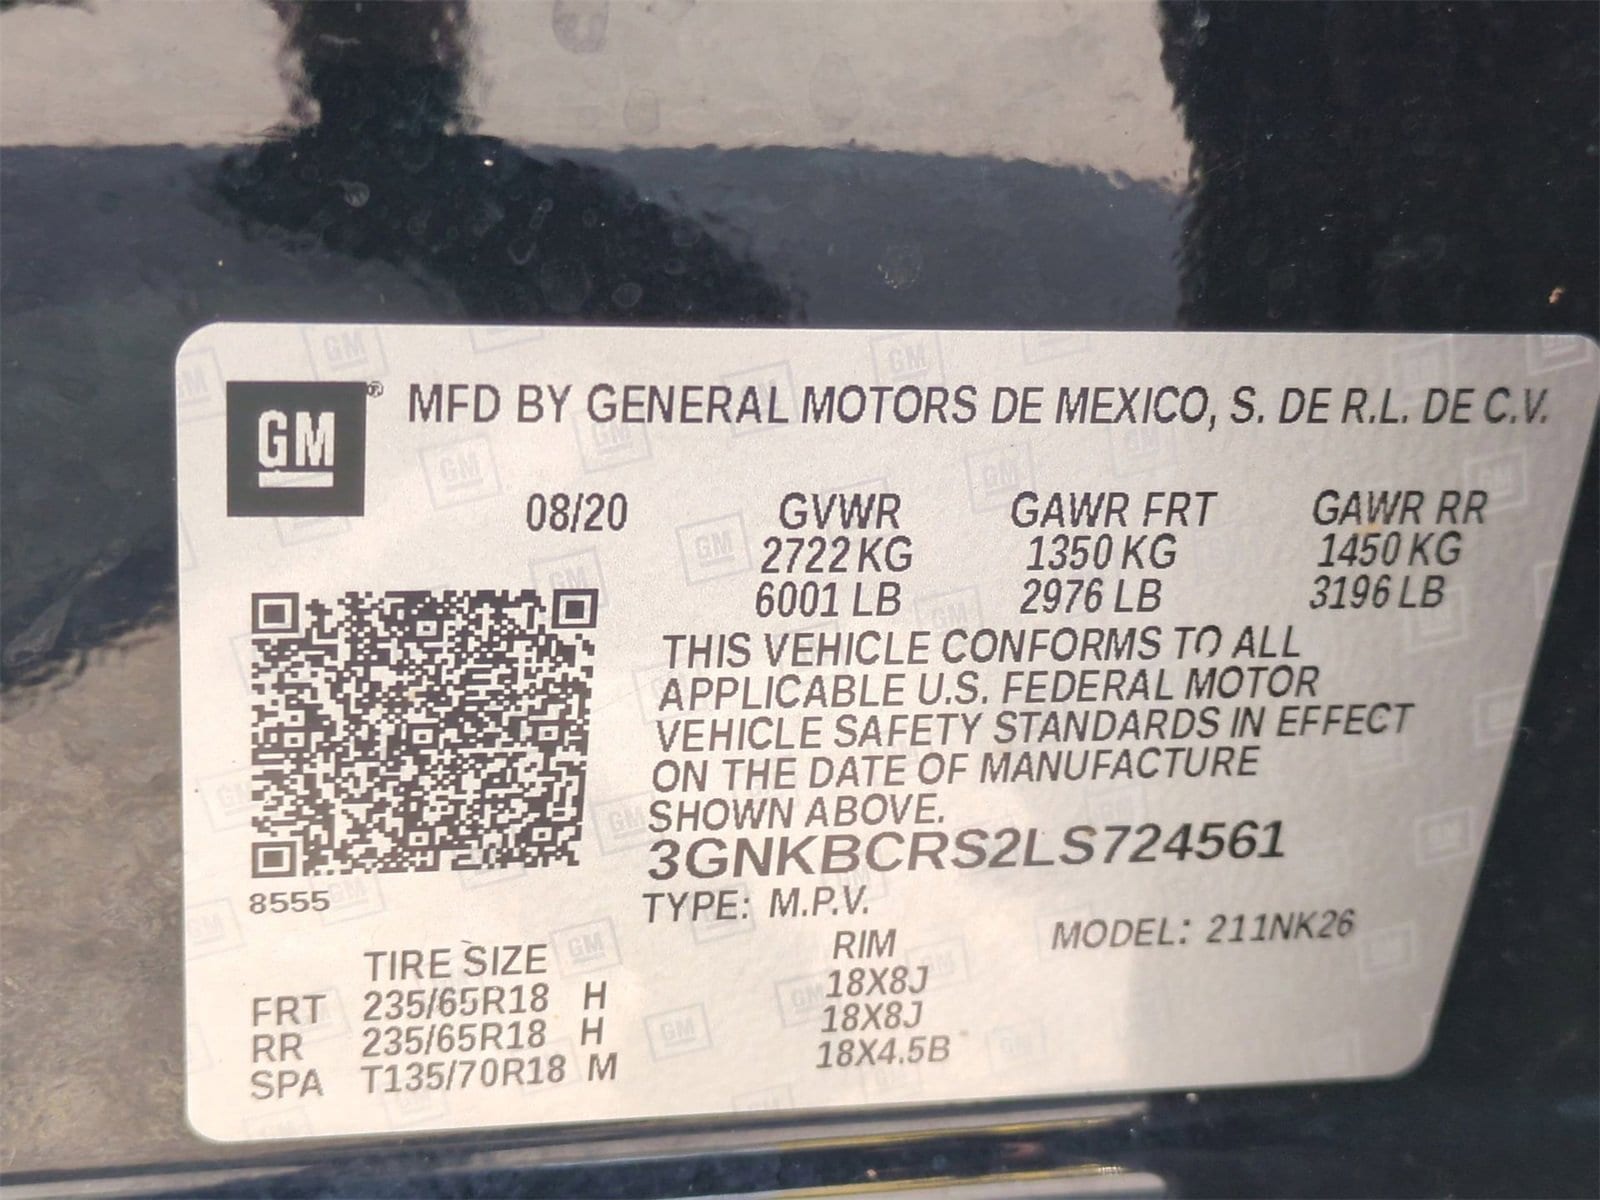 GM ® MFD BY GENERAL MOTORS DE MEXICO, S. DE R.L. DE C.V.
08/20 GVWR GAWR FRT GAWR RR
2722 KG 1350 KG 1450 KG
6001 LB 2976 LB 3196 LB
THIS VEHICLE CONFORMS TO ALL
APPLICABLE U.S. FEDERAL MOTOR
VEHICLE SAFETY STANDARDS IN EFFECT
ON THE DATE OF MANUFACTURE
SHOWN ABOVE.
3GNKBCRS2LS724561
8555 TYPE: M.P.V. MODEL: 211NK26
TIRE SIZE RIM
FRT 235/65R18 H 18X8J
RR 235/65R18 H 18X8J
SPA T135/70R18 M 18X4.5B